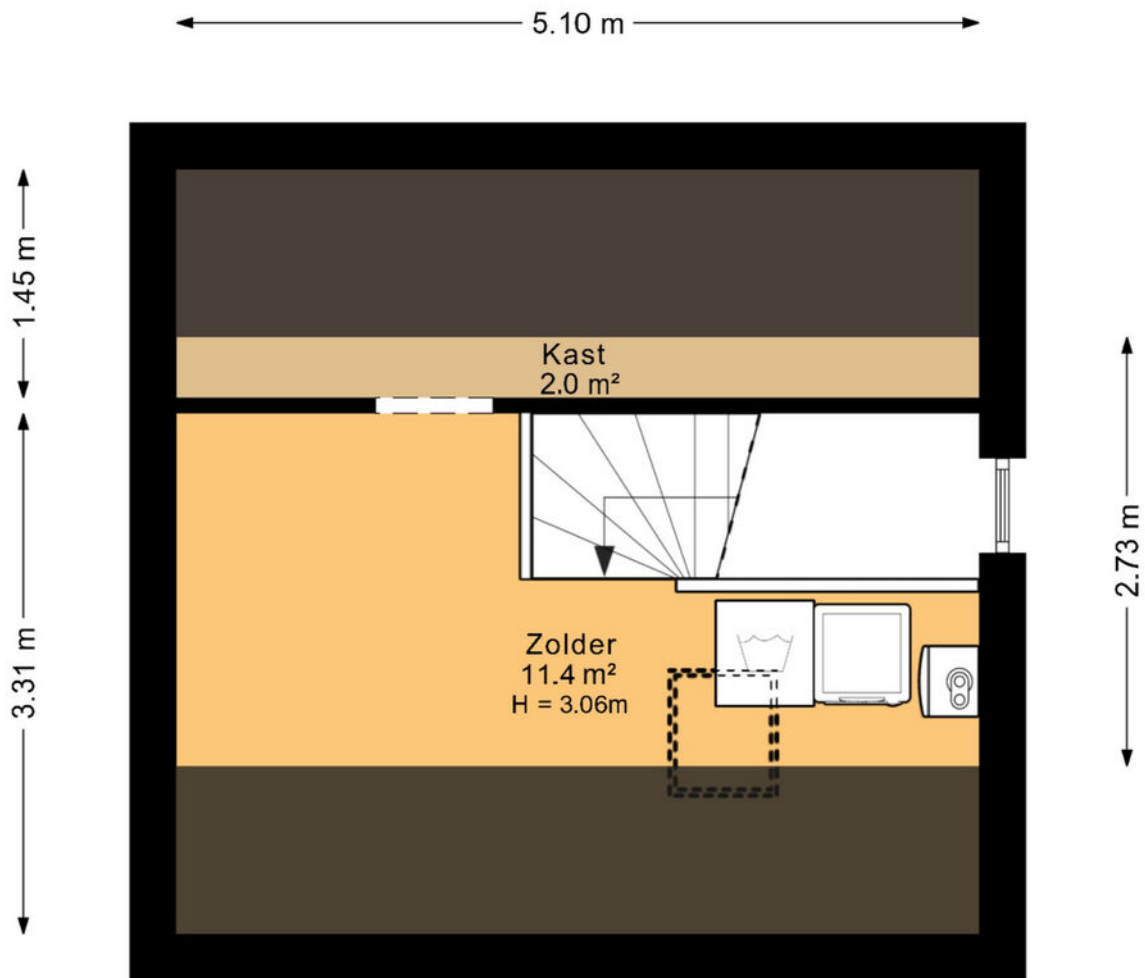 5.10 m
1.45 m
Kast
2.0 m²
2.73 m
3.31 m
Zolder
11.4 m²
H = 3.06m